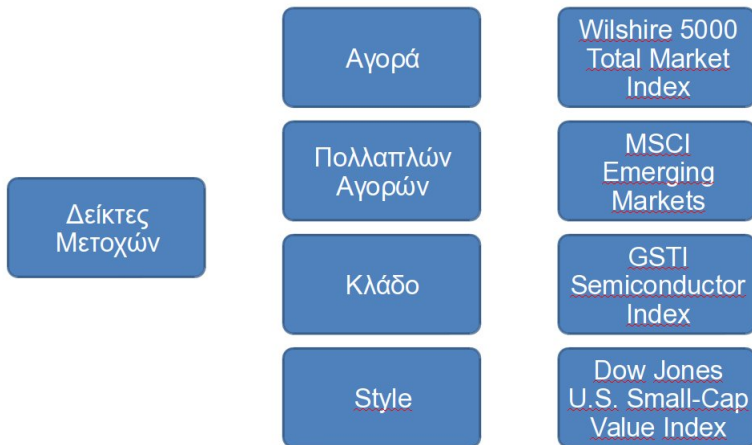 Δείκτες
Μετοχών
Αγορά
Wilshire 5000
Total Market
Index
Πολλαπλών
Αγορών
MSCI
Emerging
Markets
Κλάδο
GSTI
Semiconductor
Index
Style
Dow Jones
U.S. Small-Cap
Value Index